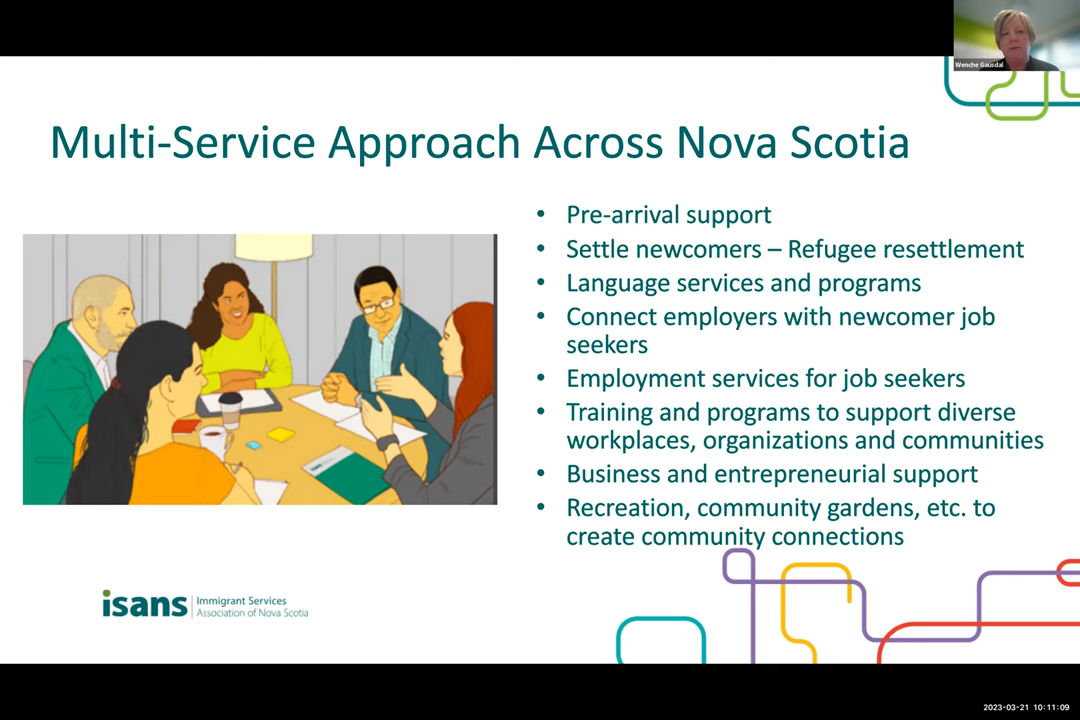 Wenche Gausdal
Multi-Service Approach Across Nova Scotia
• Pre-arrival support
• Settle newcomers – Refugee resettlement
• Language services and programs
• Connect employers with newcomer job
seekers
• Employment services for job seekers
• Training and programs to support diverse
workplaces, organizations and communities
• Business and entrepreneurial support
• Recreation, community gardens, etc. to
create community connections
isans
Immigrant Services
Association of Nova Scotia
2023-03-21 10:11:09